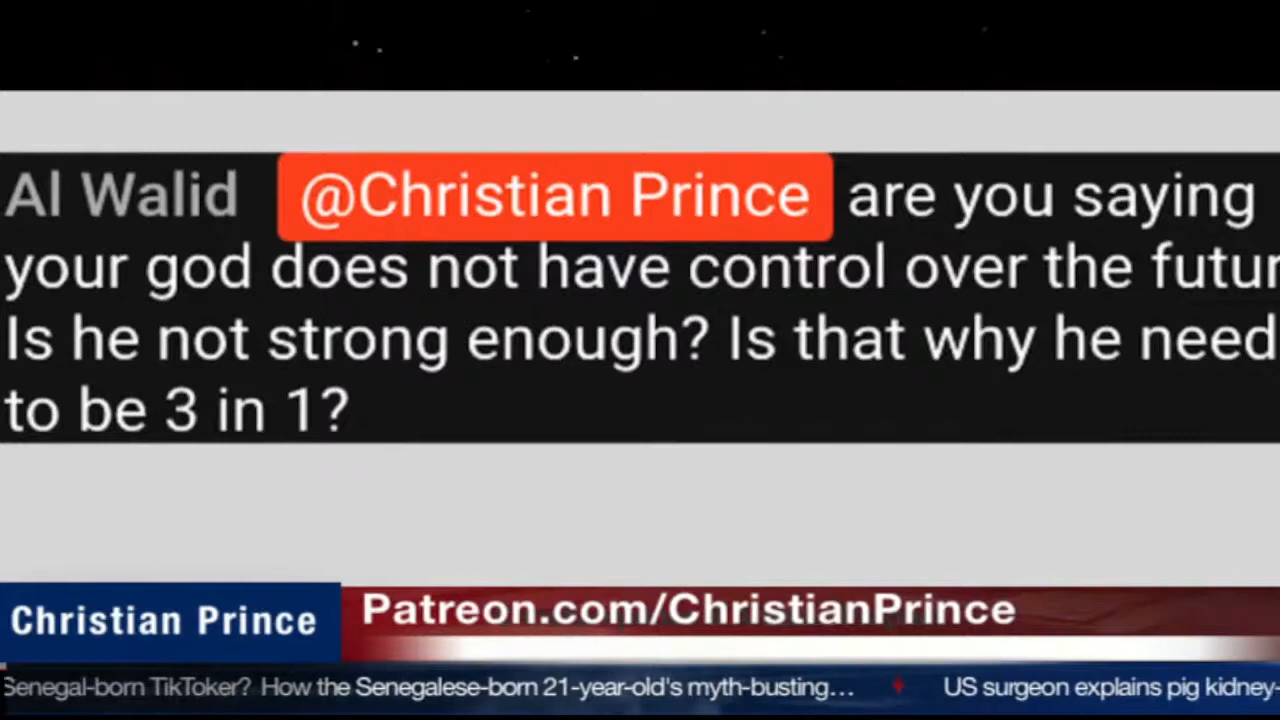 Al Walid @Christian Prince are you saying
your god does not have control over the futur
Is he not strong enough? Is that why he need
to be 3 in 1?
Christian Prince
Patreon.com/ChristianPrince
Senegal-born TikToker? How the Senegalese-born 21-year-old's myth-busting... US surgeon explains pig kidney-